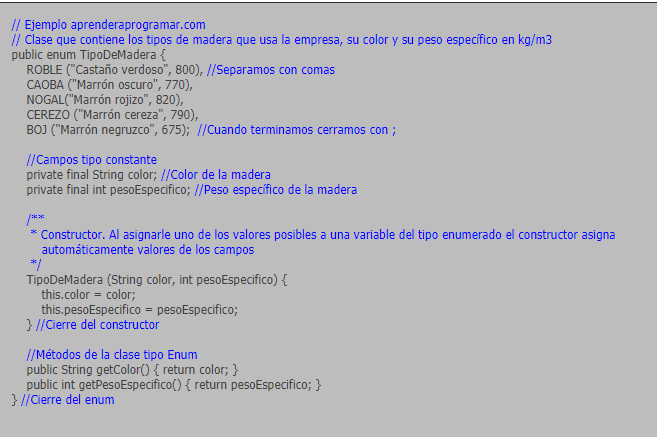 // Ejemplo aprenderaprogramar.com
// Clase que contiene los tipos de madera que usa la empresa, su color y su peso específico en kg/m3
public enum TipoDeMadera {
ROBLE ("Castaño verdoso", 800), //Separamos con comas
CAOBA ("Marrón oscuro", 770),
NOGAL("Marrón rojizo", 820),
CEREZO ("Marrón cereza", 790),
BOJ ("Marrón negruzco", 675); //Cuando terminamos cerramos con ;
//Campos tipo constante
private final String color; //Color de la madera
private final int pesoEspecifico; //Peso específico de la madera
/**
* Constructor. Al asignarle uno de los valores posibles a una variable del tipo enumerado el constructor asigna
automáticamente valores de los campos
*/
TipoDeMadera (String color, int pesoEspecifico) {
this.color = color;
this.pesoEspecifico = pesoEspecifico;
} //Cierre del constructor
//Métodos de la clase tipo Enum
public String getColor() { return color; }
public int getPesoEspecifico() { return pesoEspecifico; }
} //Cierre del enum